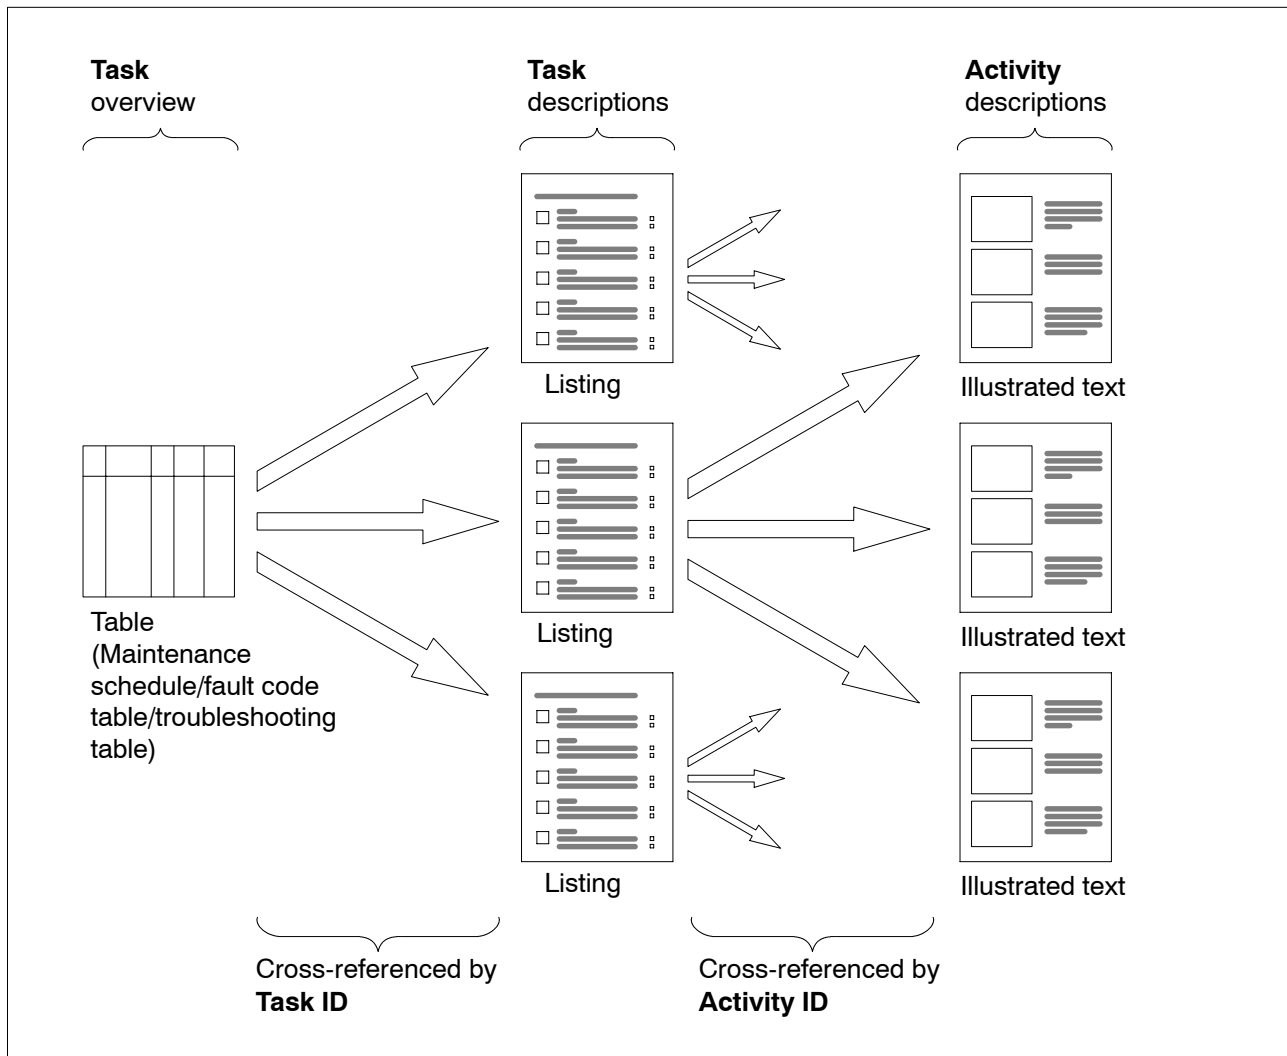 Task
overview
Task
descriptions
Activity
descriptions
Listing
Illustrated text
Table
(Maintenance
schedule/fault code
table/troubleshooting
table)
Listing
Illustrated text
Listing
Illustrated text
Cross-referenced by
Task ID
Cross-referenced by
Activity ID